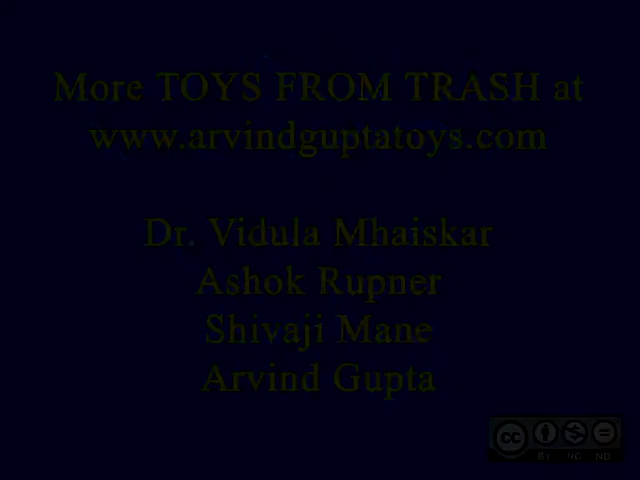 More TOYS FROM TRASH at
www.arvindguptatoys.com
Dr. Vidula Mhaiskar
Ashok Rupner
Shivaji Mane
Arvind Gupta
cc
BY NC ND